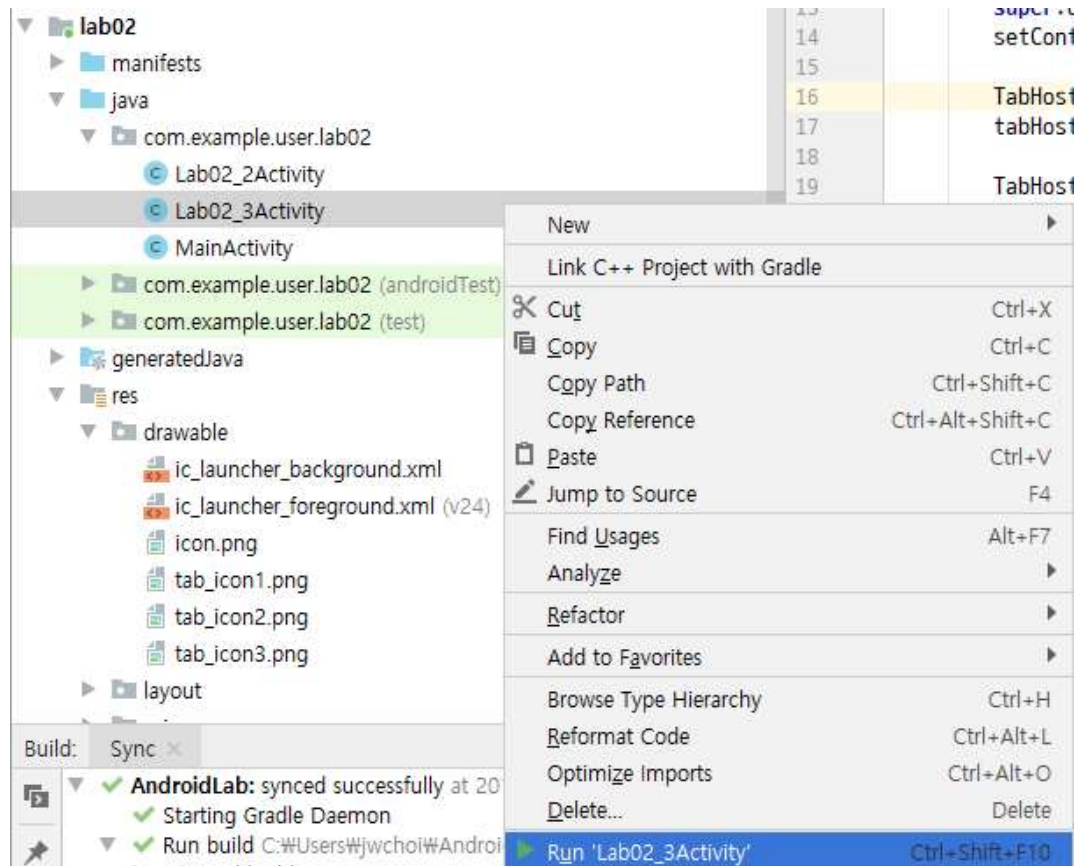 lab02
manifests
java
com.example.user.lab02
Lab02_2Activity
Lab02_3Activity
MainActivity
com.example.user.lab02 (androidTest)
com.example.user.lab02 (test)
generatedJava
res
drawable
ic_launcher_background.xml
ic_launcher_foreground.xml (v24)
icon.png
tab_icon1.png
tab_icon2.png
tab_icon3.png
layout
14 setCont
15
16 TabHost
17 tabHost
18
19 TabHost
New
Link C++ Project with Gradle
Cut Ctrl+X
Copy Ctrl+C
Copy Path Ctrl+Shift+C
Copy Reference Ctrl+Alt+Shift+C
Paste Ctrl+V
Jump to Source F4
Find Usages Alt+F7
Analyze
Refactor
Add to Favorites
Browse Type Hierarchy Ctrl+H
Reformat Code Ctrl+Alt+L
Optimize Imports Ctrl+Alt+O
Delete... Delete
Run 'Lab02_3Activity' Ctrl+Shift+F10
Build: Sync
AndroidLab: synced successfully at 20
Starting Gradle Daemon
Run build C:₩Users₩jwchoi₩Androi